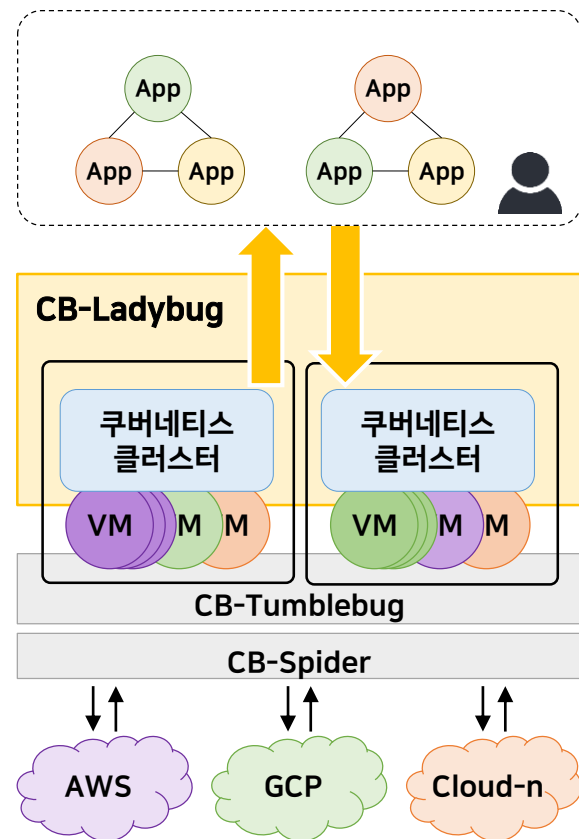 App
App
App
App
App
App
CB-Ladybug
쿠버네티스
클러스터
쿠버네티스
클러스터
VM
M
M
VM
M
M
CB-Tumblebug
CB-Spider
AWS
GCP
Cloud-n